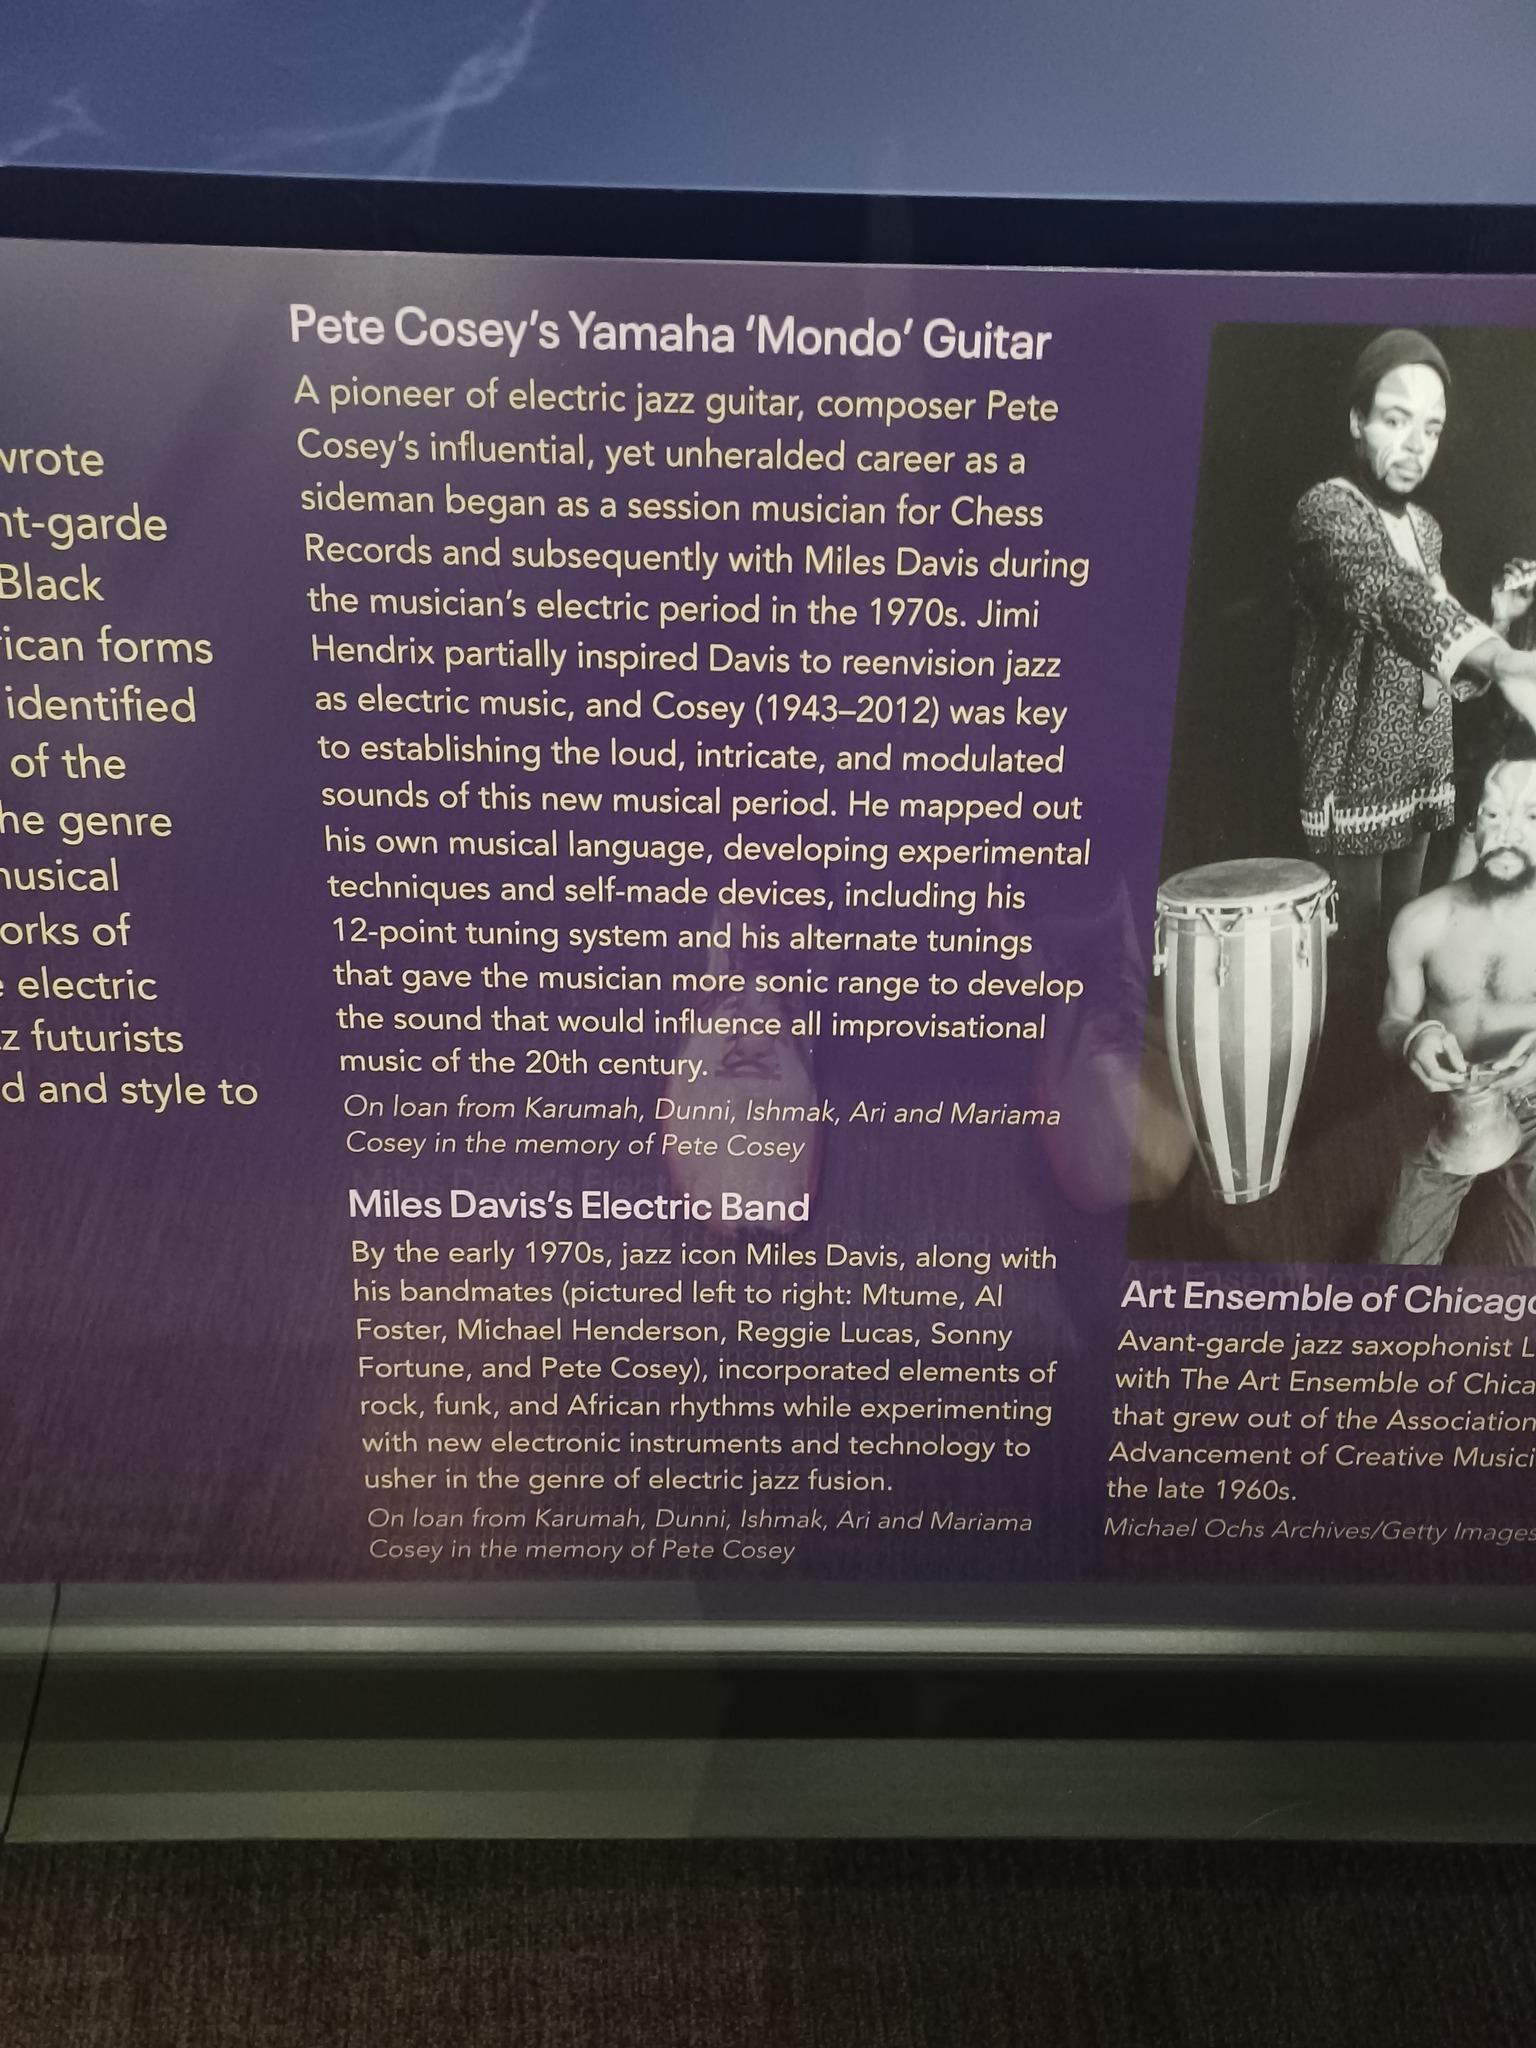 wrote
nt-garde
Black
ican forms
identified
of the
he genre
musical
orks of
electric
z futurists
d and style to
Pete Cosey's Yamaha 'Mondo' Guitar
A pioneer of electric jazz guitar, composer Pete
Cosey's influential, yet unheralded career as a
sideman began as a session musician for Chess
Records and subsequently with Miles Davis during
the musician's electric period in the 1970s. Jimi
Hendrix partially inspired Davis to reenvision jazz
as electric music, and Cosey (1943–2012) was key
to establishing the loud, intricate, and modulated
sounds of this new musical period. He mapped out
his own musical language, developing experimental
techniques and self-made devices, including his
12-point tuning system and his alternate tunings
that gave the musician more sonic range to develop
the sound that would influence all improvisational
music of the 20th century.
On loan from Karumah, Dunni, Ishmak, Ari and Mariama
Cosey in the memory of Pete Cosey
Miles Davis's Electric Band
By the early 1970s, jazz icon Miles Davis, along with
his bandmates (pictured left to right: Mtume, Al
Foster, Michael Henderson, Reggie Lucas, Sonny
Fortune, and Pete Cosey), incorporated elements of
rock, funk, and African rhythms while experimenting
with new electronic instruments and technology to
usher in the genre of electric jazz fusion.
On loan from Karumah, Dunni, Ishmak, Ari and Mariama
Cosey in the memory of Pete Cosey
Art Ensemble of Chicago
Avant-garde jazz saxophonist L
with The Art Ensemble of Chica
that grew out of the Association
Advancement of Creative Musici
the late 1960s.
Michael Ochs Archives/Getty Images